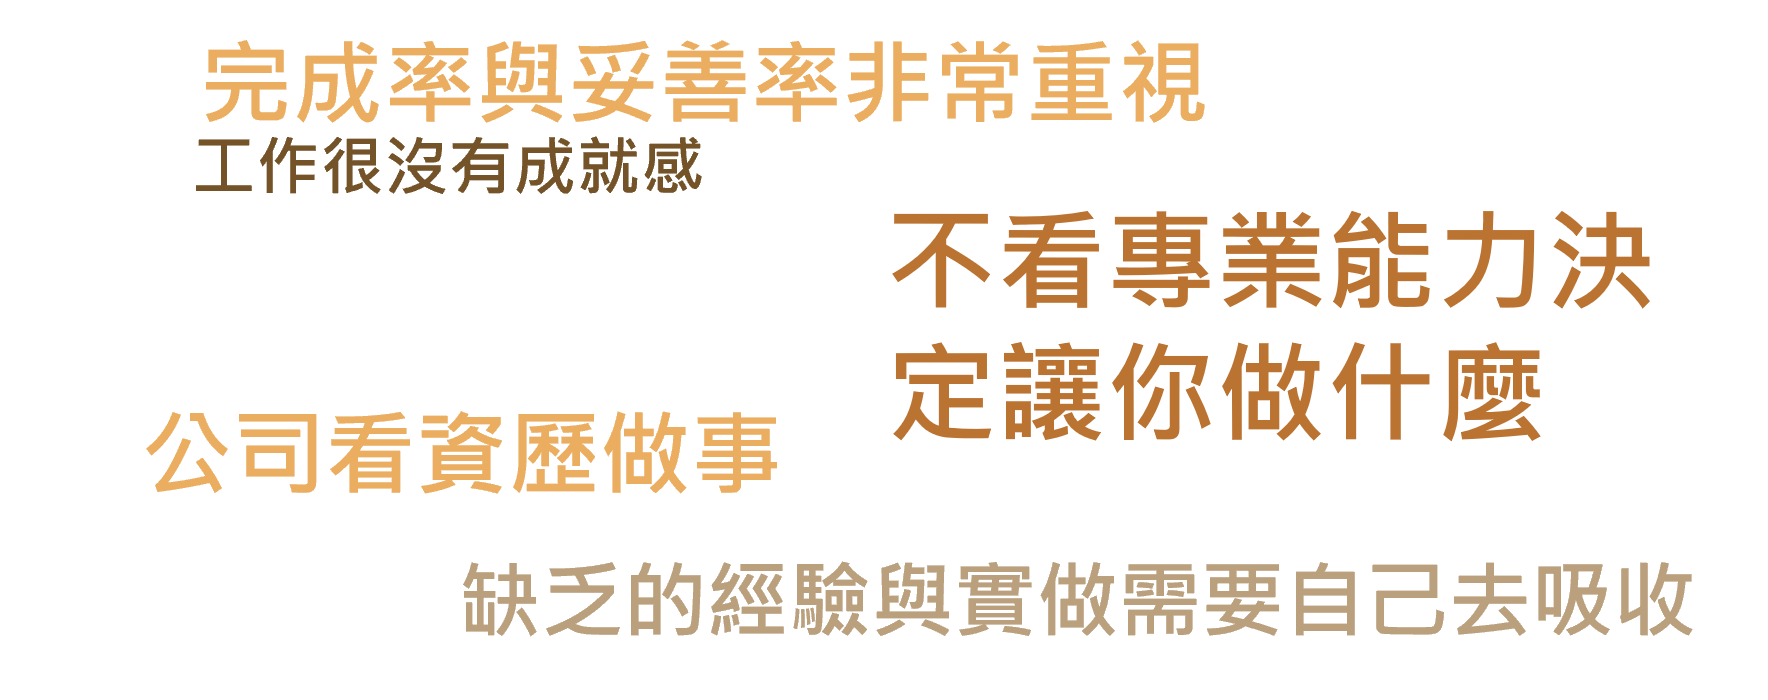 完成率與妥善率非常重視
工作很沒有成就感
不看專業能力決
定讓你做什麼
公司看資歷做事
缺乏的經驗與實做需要自己去吸收